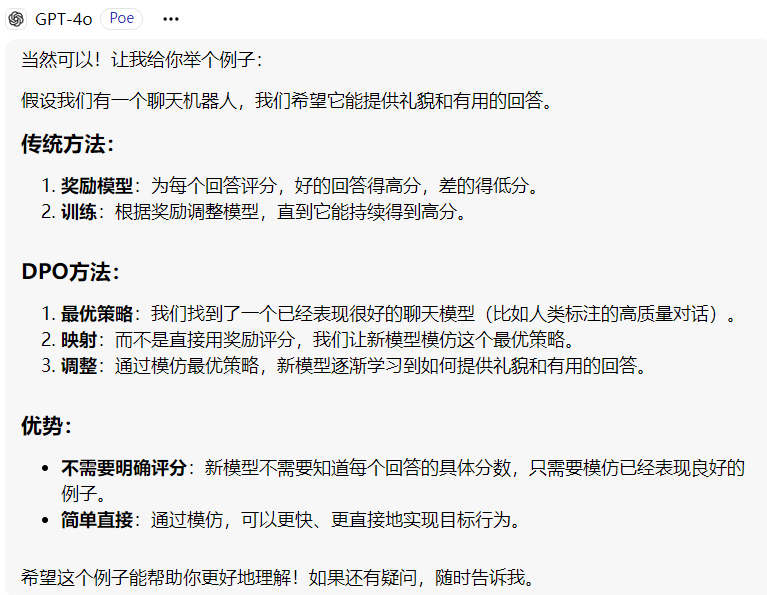 GPT-4o Poe ···
当然可以！让我给你举个例子：
假设我们有一个聊天机器人，我们希望它能提供礼貌和有用的回答。
传统方法：
1. 奖励模型：为每个回答评分，好的回答得高分，差的得低分。
2. 训练：根据奖励调整模型，直到它能持续得到高分。
DPO方法：
1. 最优策略：我们找到了一个已经表现很好的聊天模型（比如人类标注的高质量对话）。
2. 映射：而不是直接用奖励评分，我们让新模型模仿这个最优策略。
3. 调整：通过模仿最优策略，新模型逐渐学习到如何提供礼貌和有用的回答。
优势：
• 不需要明确评分：新模型不需要知道每个回答的具体分数，只需要模仿已经表现良好的
例子。
• 简单直接：通过模仿，可以更快、更直接地实现目标行为。
希望这个例子能帮助你更好地理解！如果还有疑问，随时告诉我。